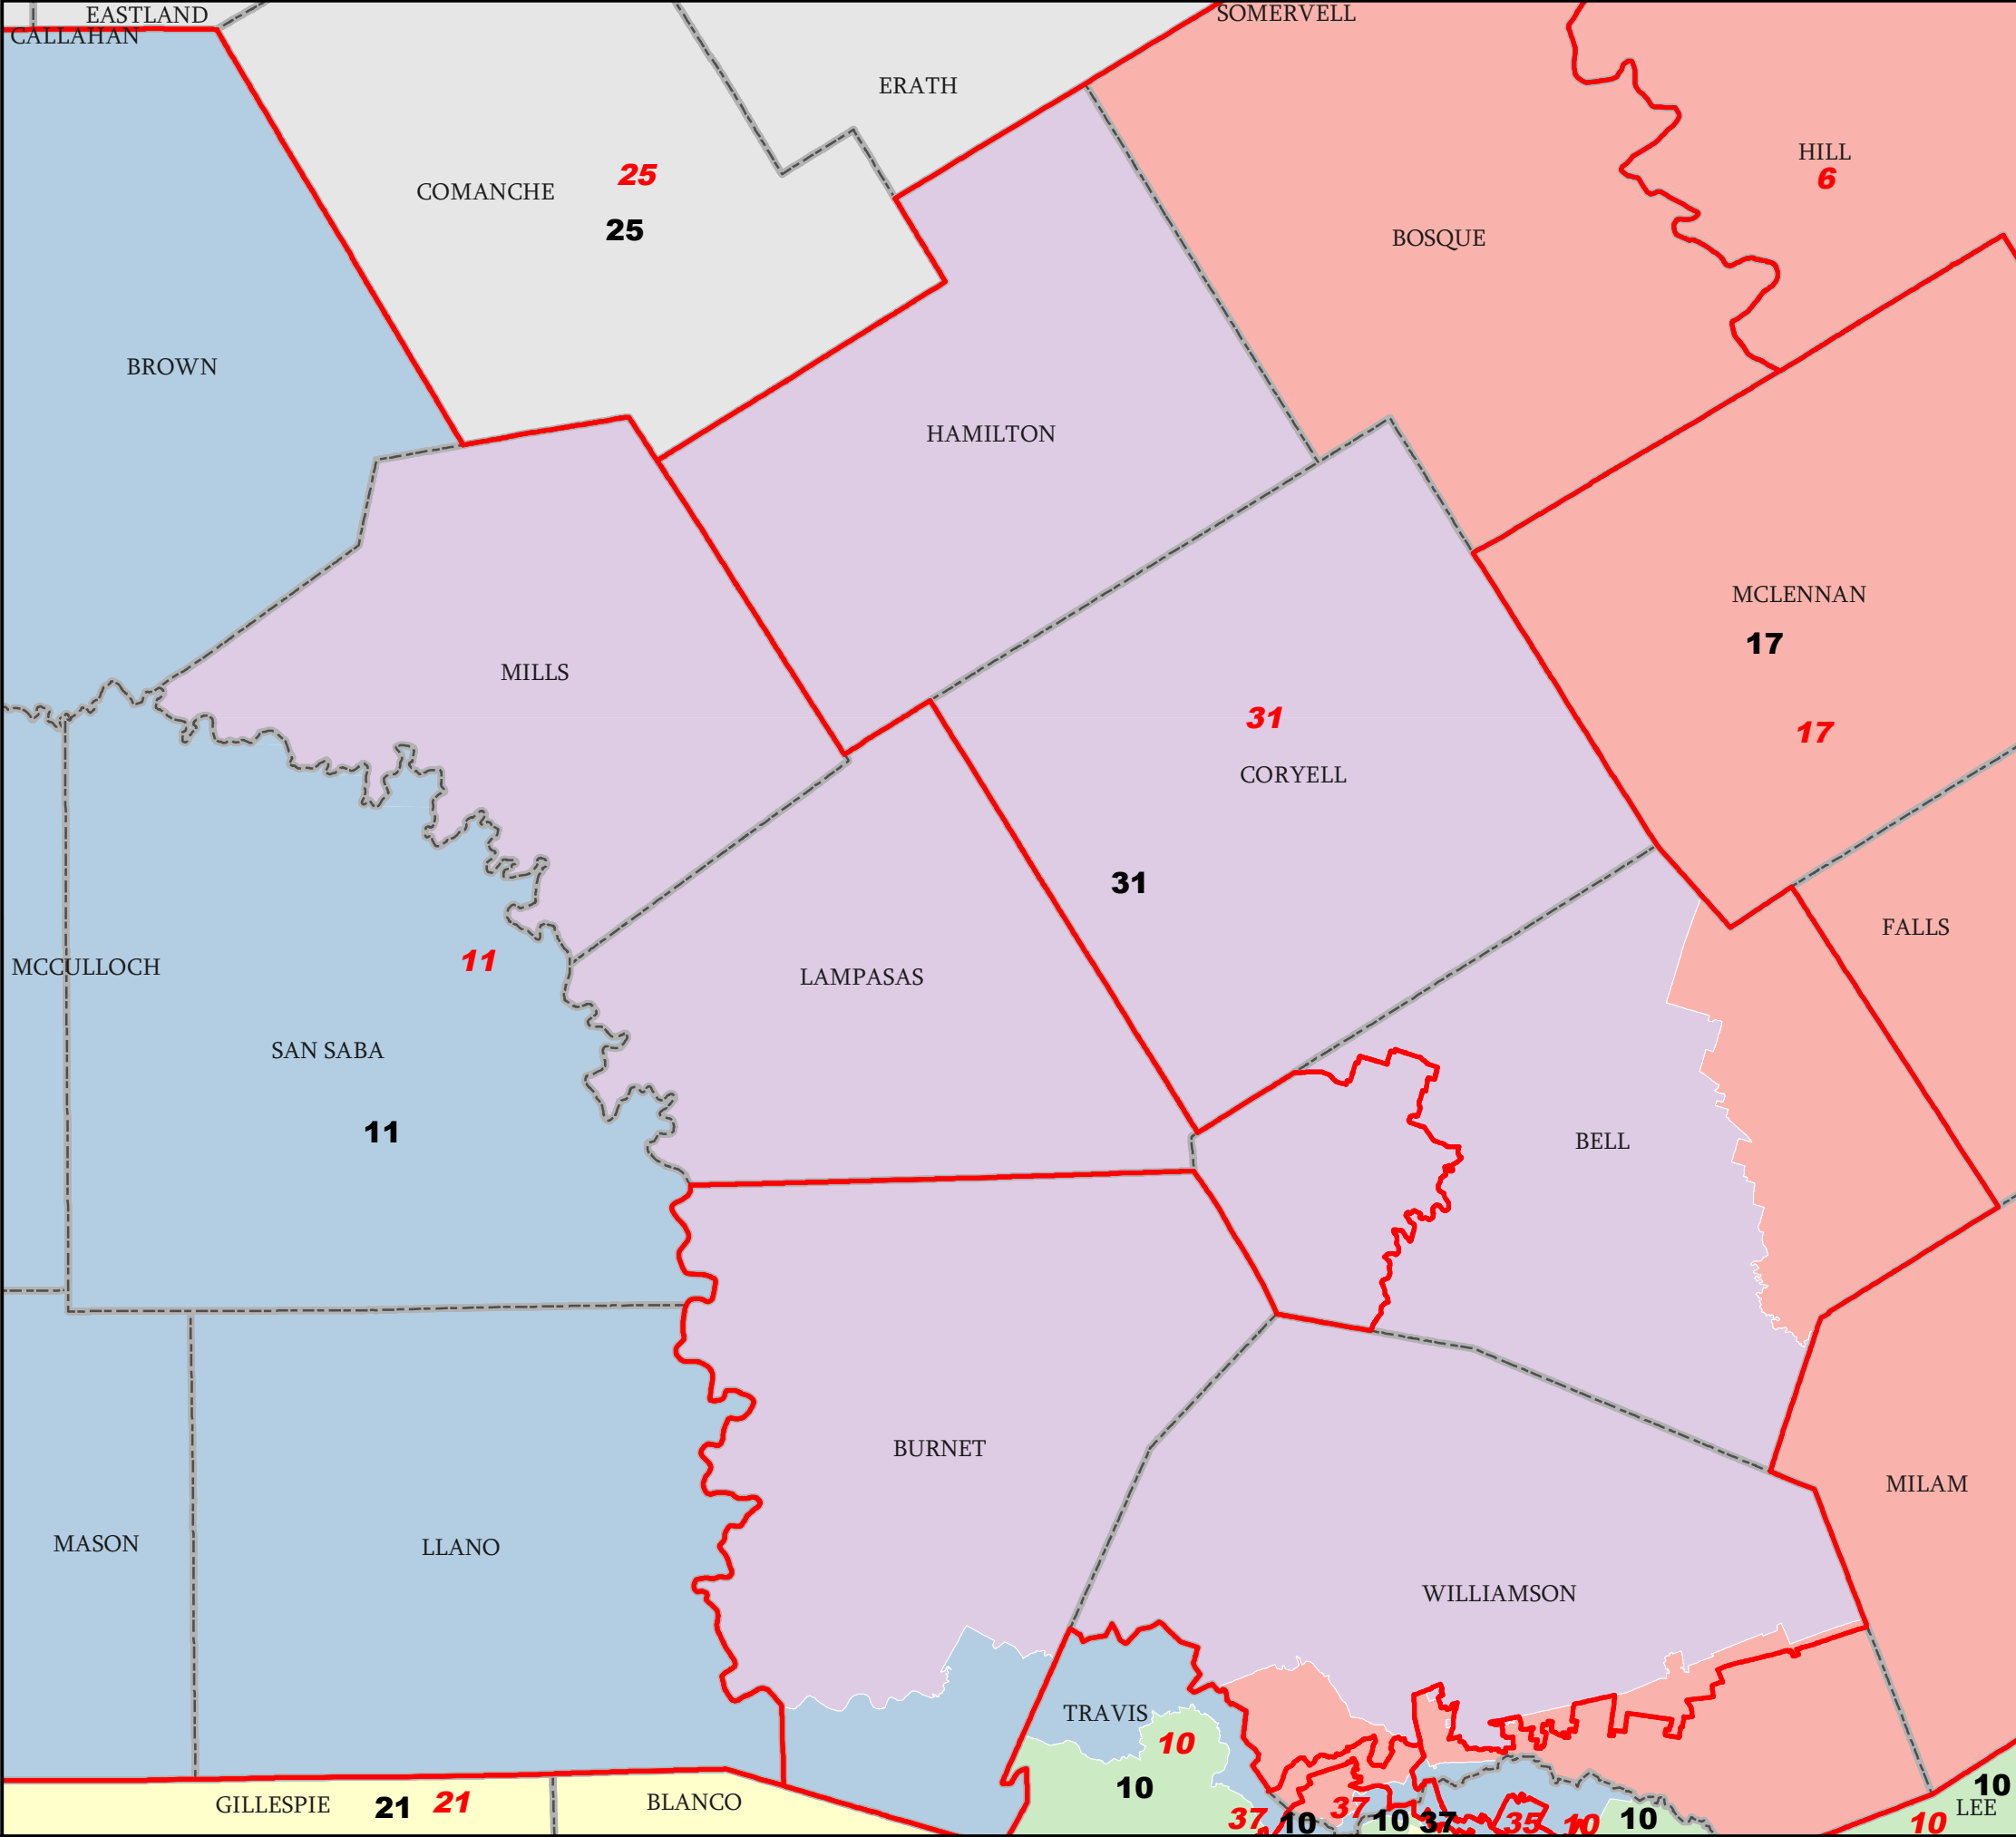 EASTLAND
SOMERVELL
CALLAHAN
ERATH
HILL
6
25
COMANCHE
25
BOSQUE
BROWN
HAMILTON
MCLENNAN
17
MILLS
31
17
CORYELL
31
FALLS
11
MCCULLOCH
LAMPASAS
SAN SABA
11
BELL
BURNET
MILAM
MASON
LLANO
WILLIAMSON
TRAVIS
10
10
10
GILLESPIE
21
21
BLANCO
LEE
37
10
37
10
37
35
10
10
10